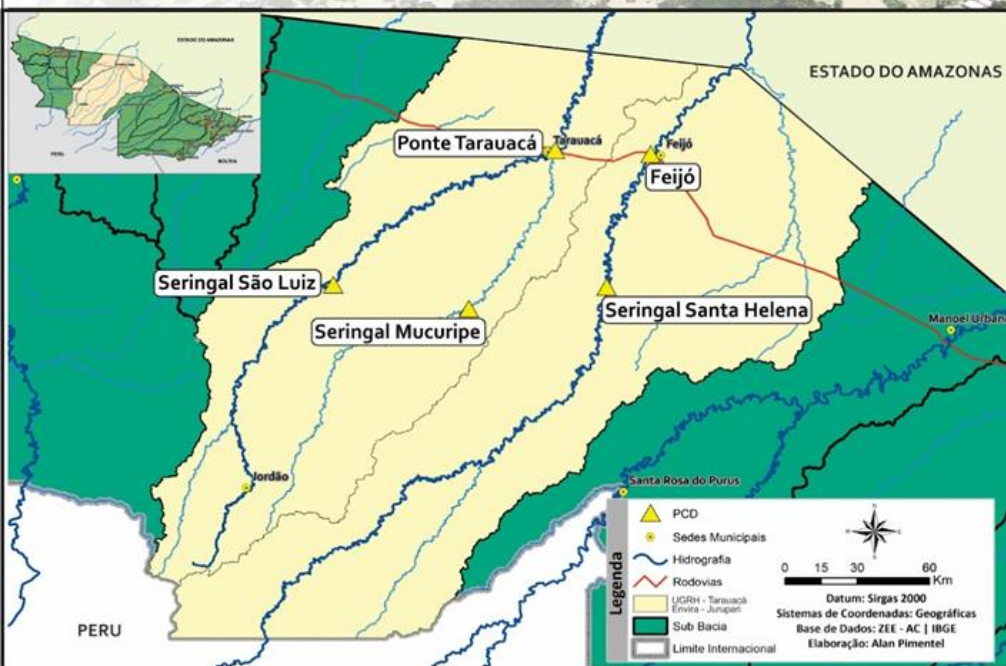 ESTADO DO AMAZONAS
PERU
BOLÍVIA
ESTADO DO AMAZONAS
Ponte Tarauacá
Tarauacá
Feijó
Feijó
Seringal São Luiz
Seringal Mucuripe
Seringal Santa Helena
Manoel Urban
Jordão
Santa Rosa do Purus
PERU
Legenda
PCD
Sedes Municipais
Hidrografia
Rodovias
UGRH - Tarauacá
Envira - Jurupari
Sub Bacia
Limite Internacional
0 15 30 60
Km
Datum: Sirgas 2000
Sistemas de Coordenadas: Geográficas
Base de Dados: ZEE - AC | IBGE
Elaboração: Alan Pimentel